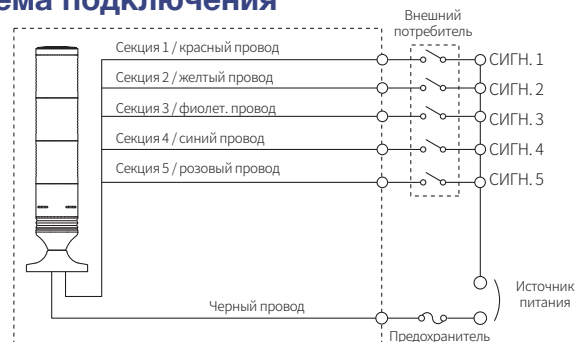 ема подключения
Внешний
потребитель
Секция 1 / красный провод
СИГН. 1
Секция 2 / желтый провод
СИГН. 2
Секция 3 / фиолет. провод
СИГН. 3
Секция 4 / синий провод
СИГН. 4
Секция 5 / розовый провод
СИГН. 5
Источник
питания
Черный провод
Предохранитель